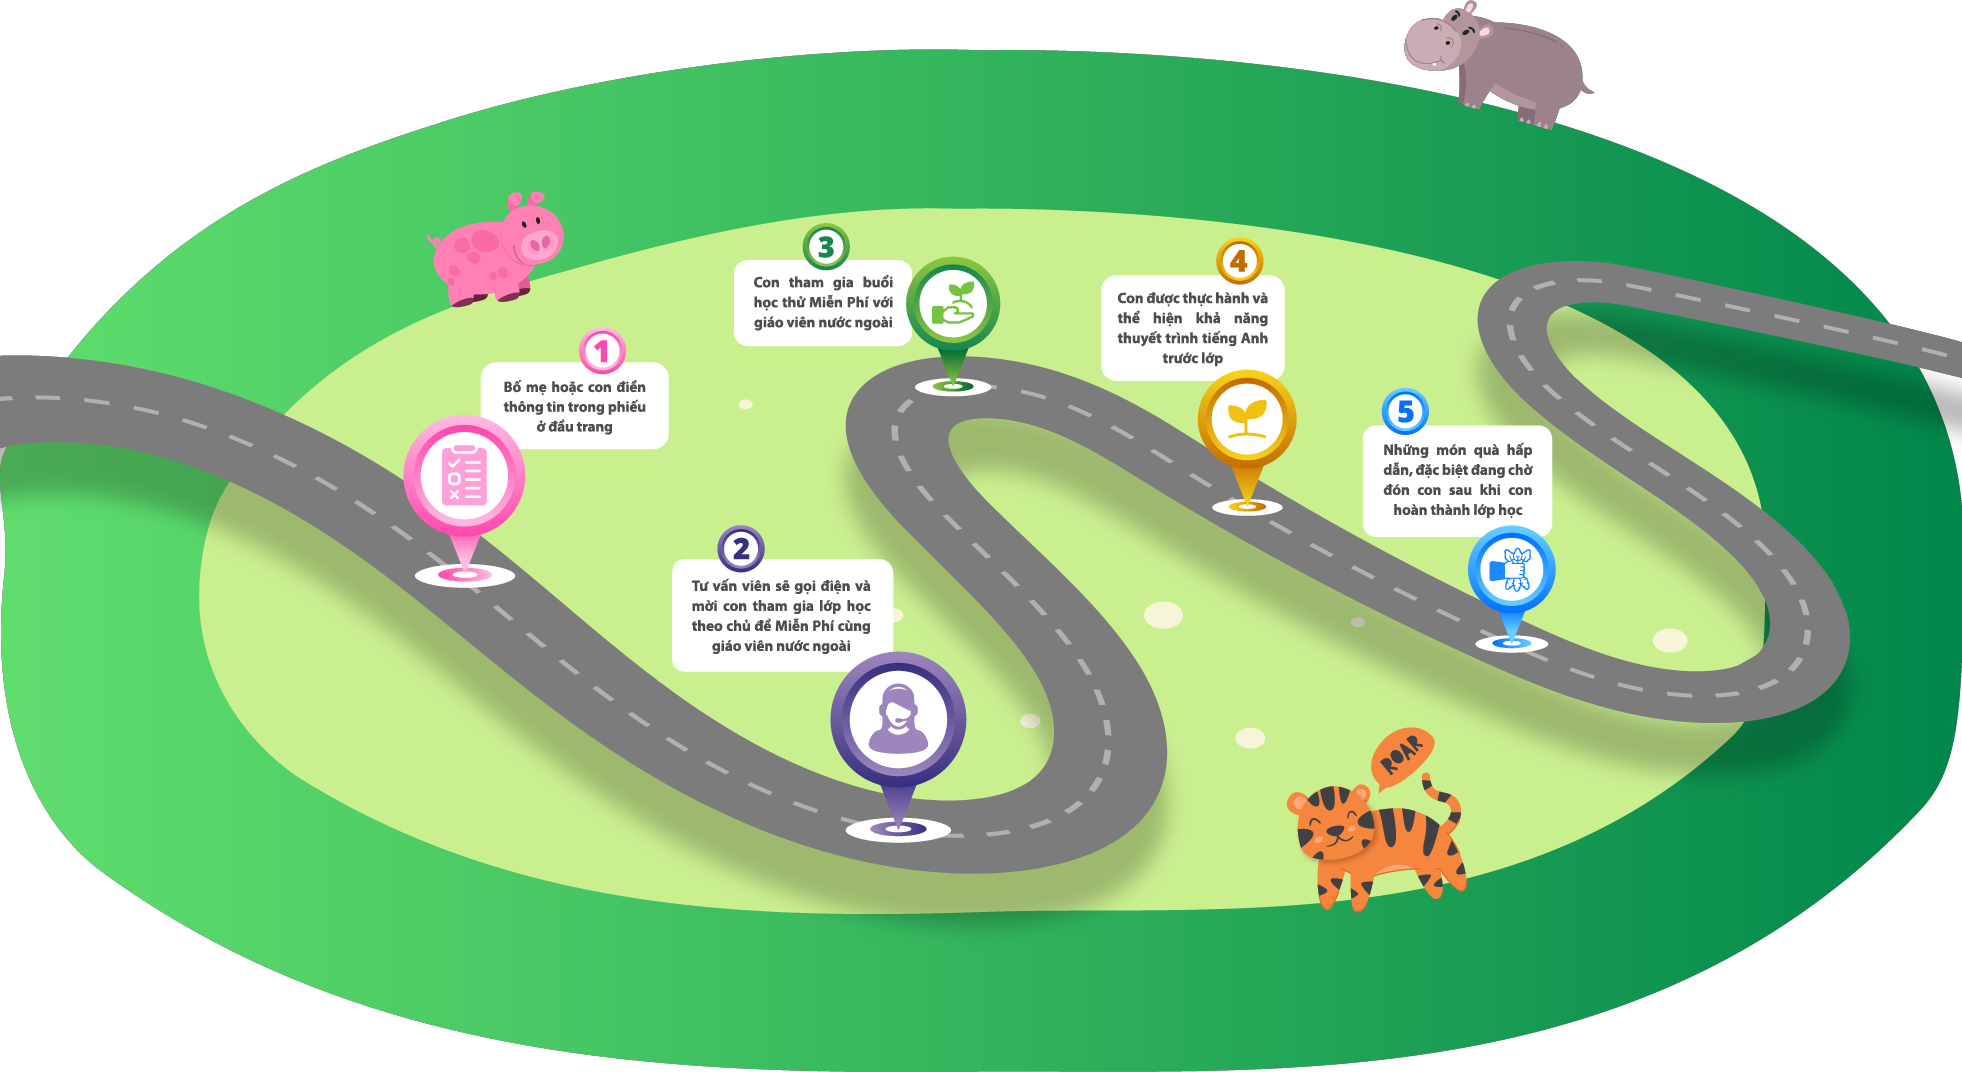 1
Bố mẹ hoặc con điền
thông tin trong phiếu
ở đầu trang
2
Tư vấn viên sẽ gọi điện và
mời con tham gia lớp học
theo chủ đề Miễn Phí cùng
giáo viên nước ngoài
3
Con tham gia buổi
học thử Miễn Phí với
giáo viên nước ngoài
4
Con được thực hành và
thể hiện khả năng
thuyết trình tiếng Anh
trước lớp
5
Những món quà hấp
dẫn, đặc biệt đang chờ
đón con sau khi con
hoàn thành lớp học
ROAR